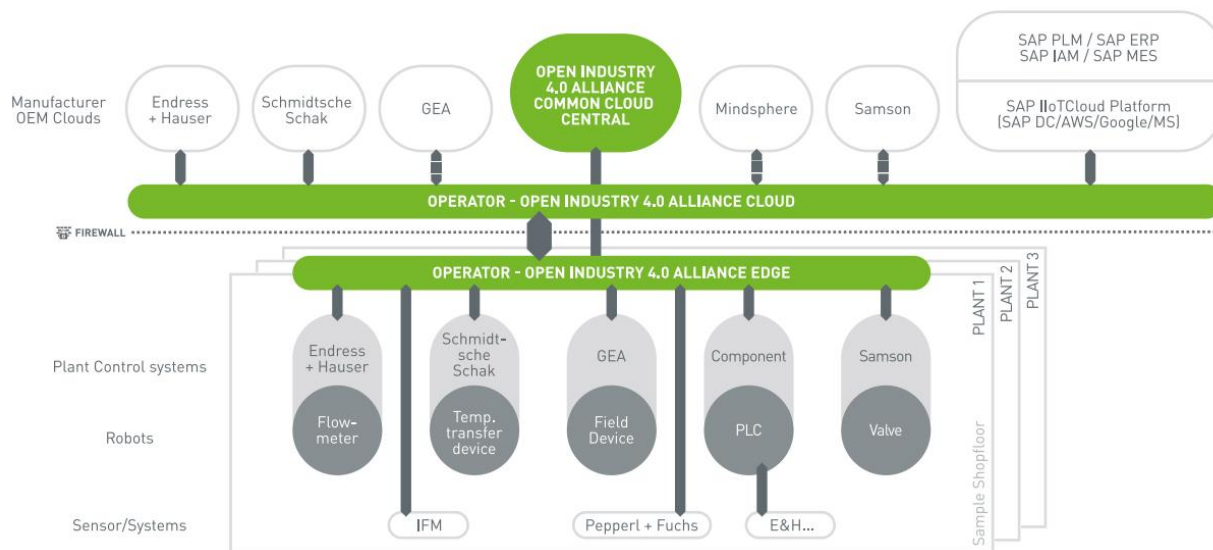 Manufacturer
OEM Clouds
Endress
+ Hauser
Schmidtsche
Schak
GEA
OPEN INDUSTRY
4.0 ALLIANCE
COMMON CLOUD
CENTRAL
Mindsphere
Samson
SAP PLM / SAP ERP
SAP IAM / SAP MES
SAP IIoTCloud Platform
(SAP DC/AWS/Google/MS)
OPERATOR - OPEN INDUSTRY 4.0 ALLIANCE CLOUD
FIREWALL
OPERATOR - OPEN INDUSTRY 4.0 ALLIANCE EDGE
PLANT 1
PLANT 2
PLANT 3
Plant Control systems
Endress
+ Hauser
Schmidt-
sche
Schak
GEA
Component
Samson
Robots
Flow-
meter
Temp.
transfer
device
Field
Device
PLC
Valve
Sample Shopfloor
Sensor/Systems
IFM
Pepperl + Fuchs
E&H...